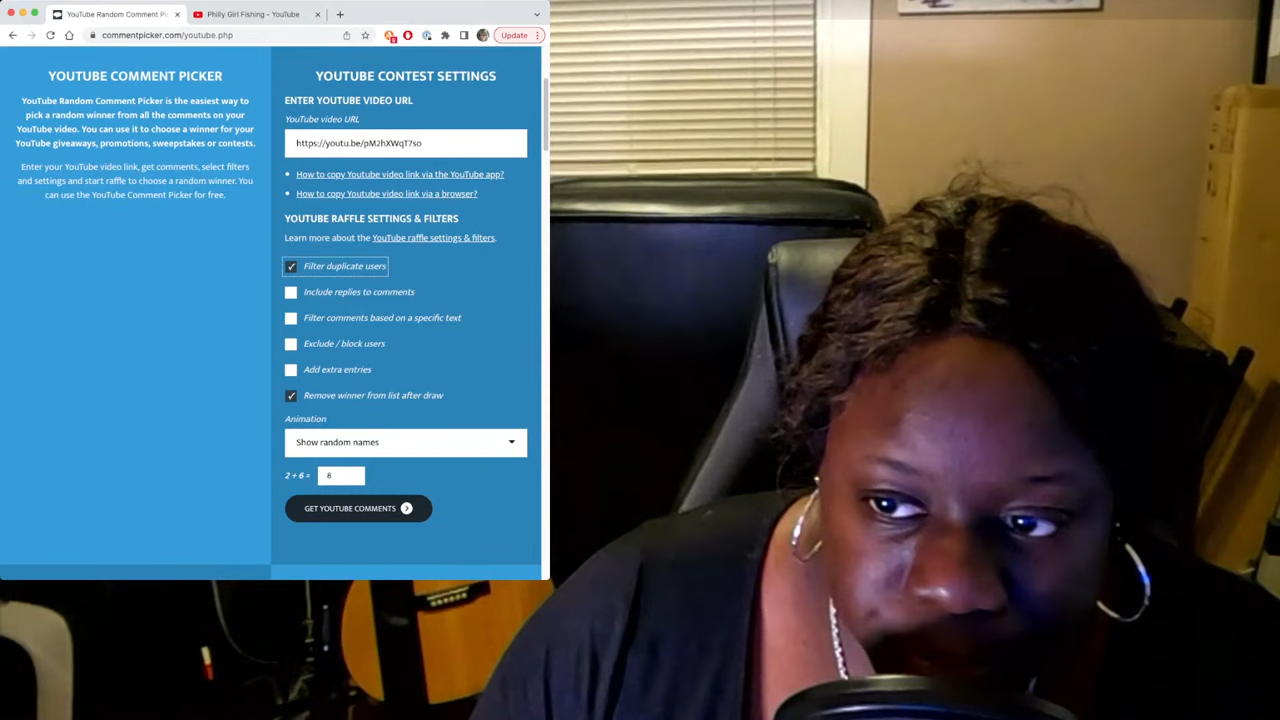 YouTube Random Comment Pic
Philly Girl Fishing - YouTube
commentpicker.com/youtube.php
Update
YOUTUBE COMMENT PICKER
YouTube Random Comment Picker is the easiest way to
pick a random winner from all the comments on your
YouTube video. You can use it to choose a winner for your
YouTube giveaways, promotions, sweepstakes or contests.
Enter your YouTube video link, get comments, select filters
and settings and start raffle to choose a random winner. You
can use the YouTube Comment Picker for free.
YOUTUBE CONTEST SETTINGS
ENTER YOUTUBE VIDEO URL
YouTube video URL
https://youtu.be/pM2hXWqT7so
How to copy Youtube video link via the YouTube app?
How to copy Youtube video link via a browser?
YOUTUBE RAFFLE SETTINGS & FILTERS
Learn more about the YouTube raffle settings & filters.
Filter duplicate users
Include replies to comments
Filter comments based on a specific text
Exclude / block users
Add extra entries
Remove winner from list after draw
Animation
Show random names
2 + 6 = 8
GET YOUTUBE COMMENTS